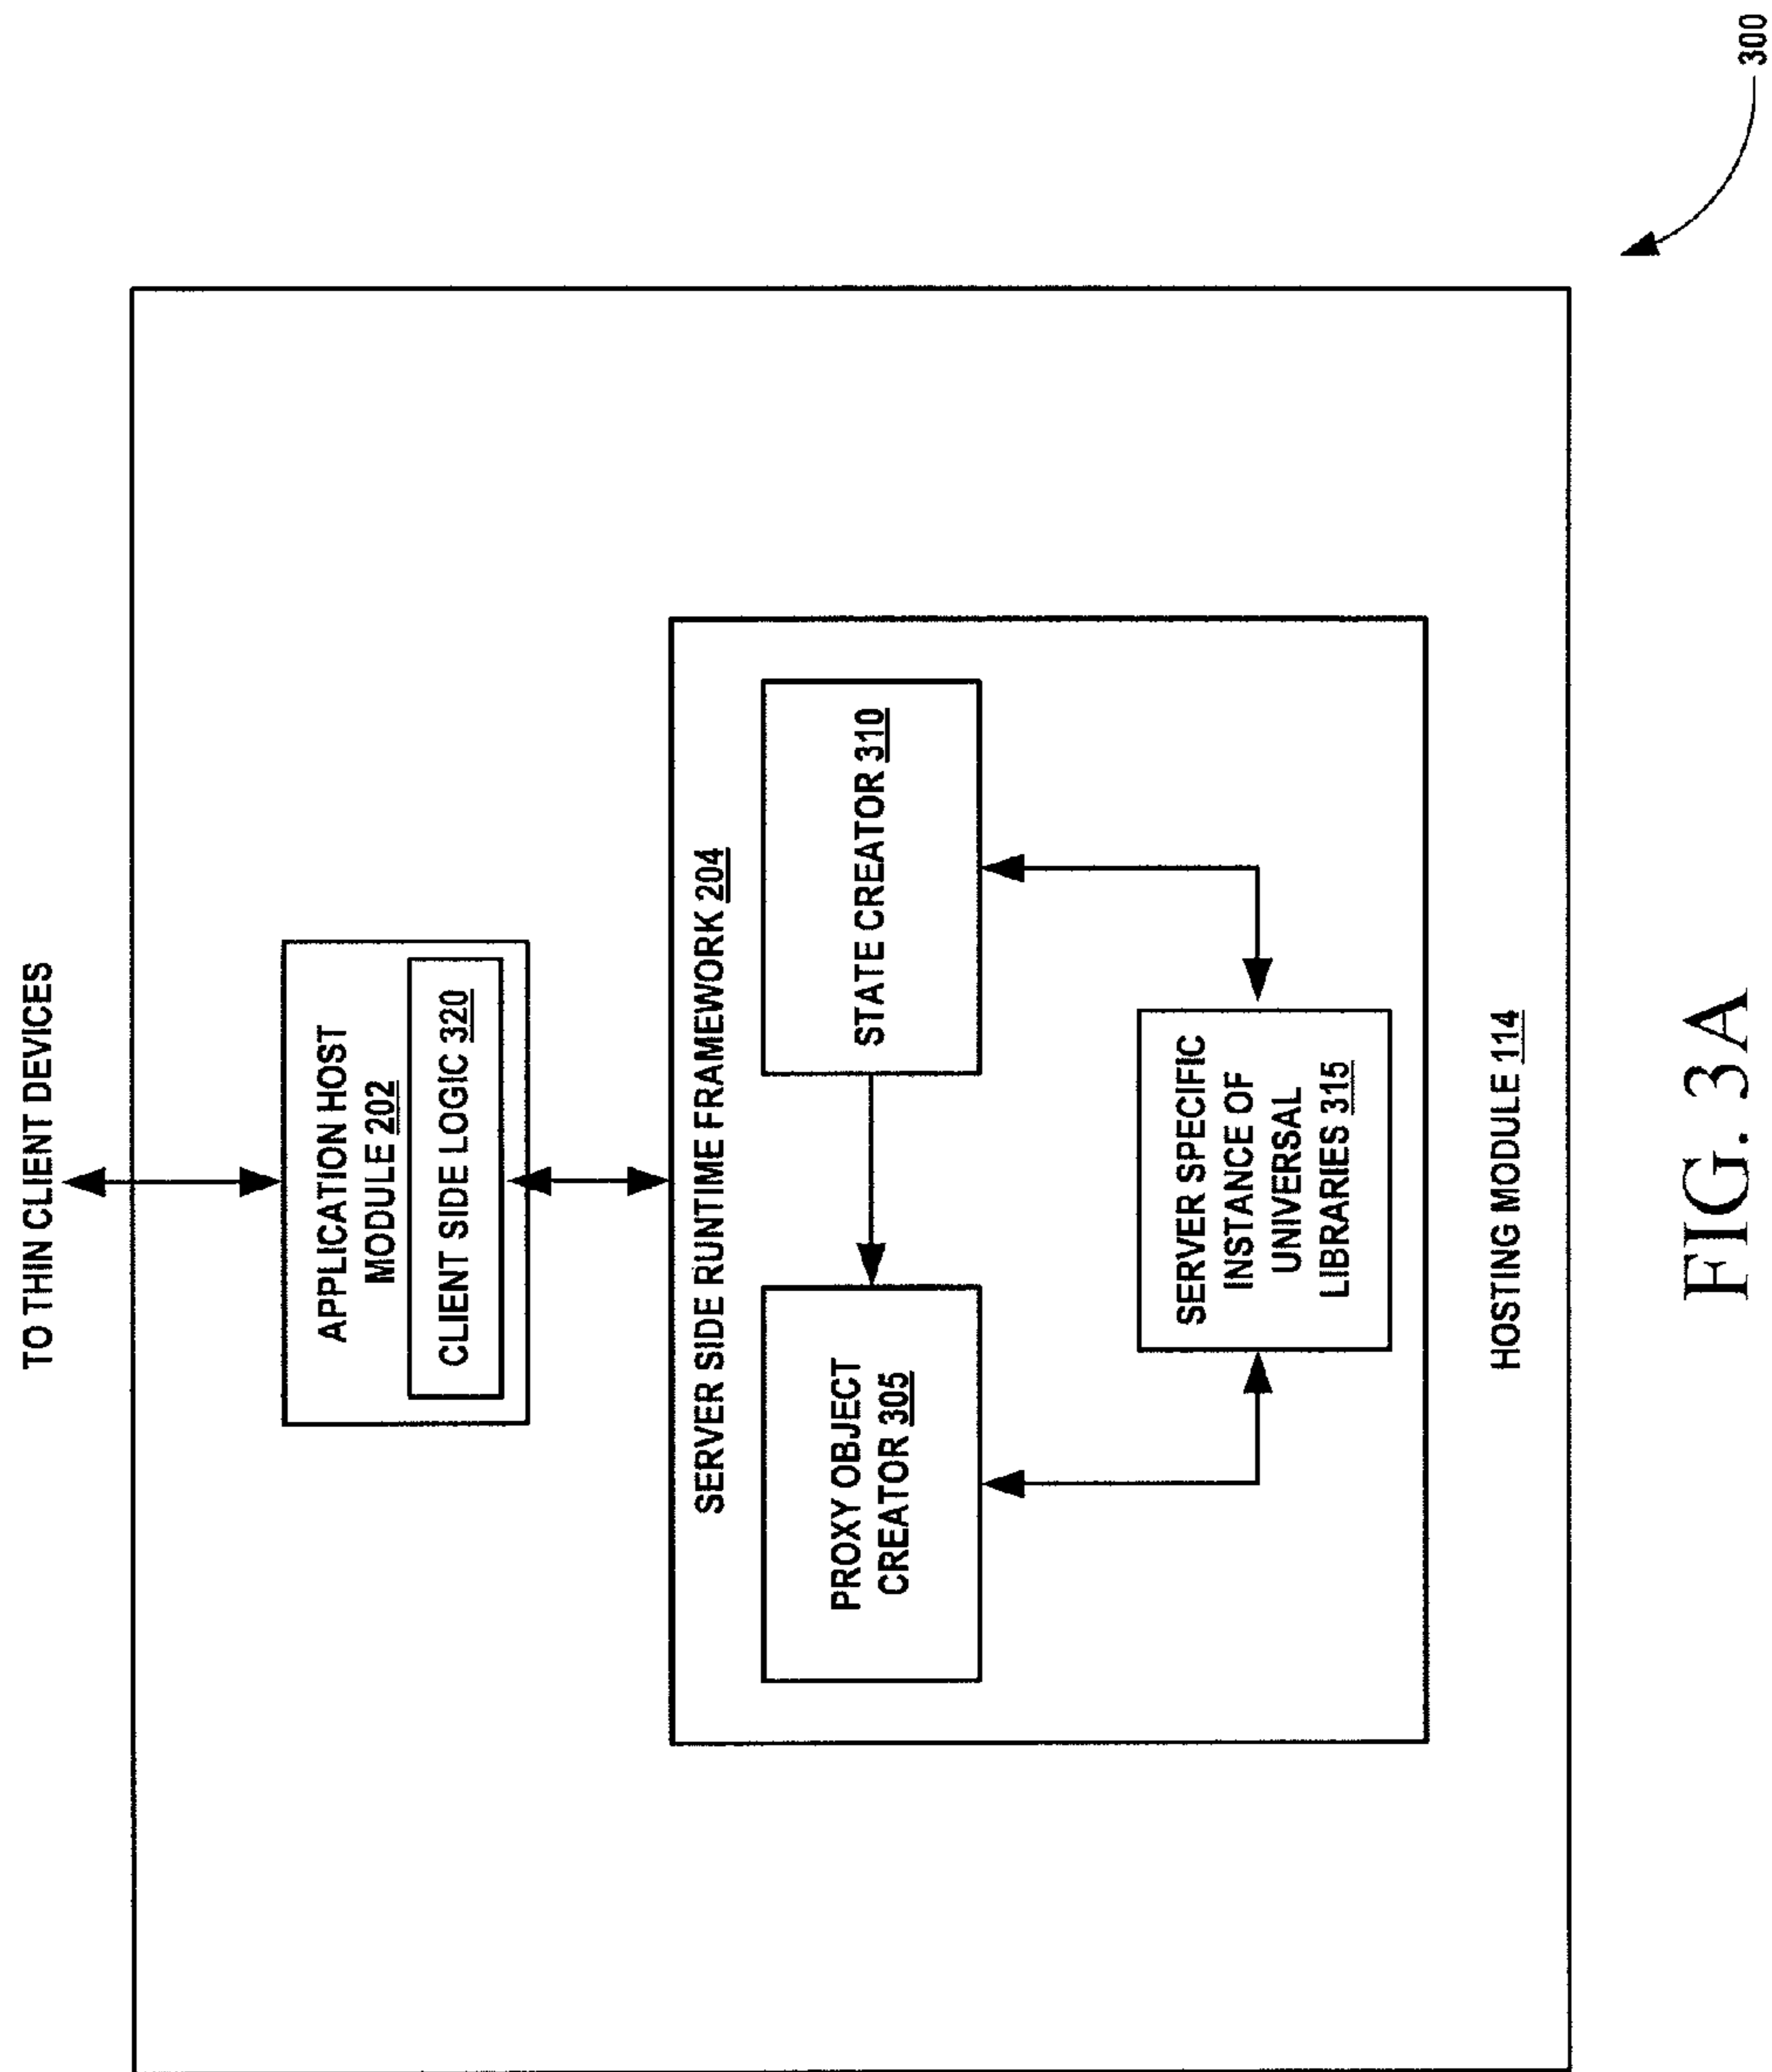 TO THIN CLIENT DEVICES
APPLICATION HOST
MODULE 202
CLIENT SIDE LOGIC 320
SERVER SIDE RUNTIME FRAMEWORK 204
PROXY OBJECT
CREATOR 305
STATE CREATOR 310
SERVER SPECIFIC
INSTANCE OF
UNIVERSAL
LIBRARIES 315
HOSTING MODULE 114
300
FIG. 3A